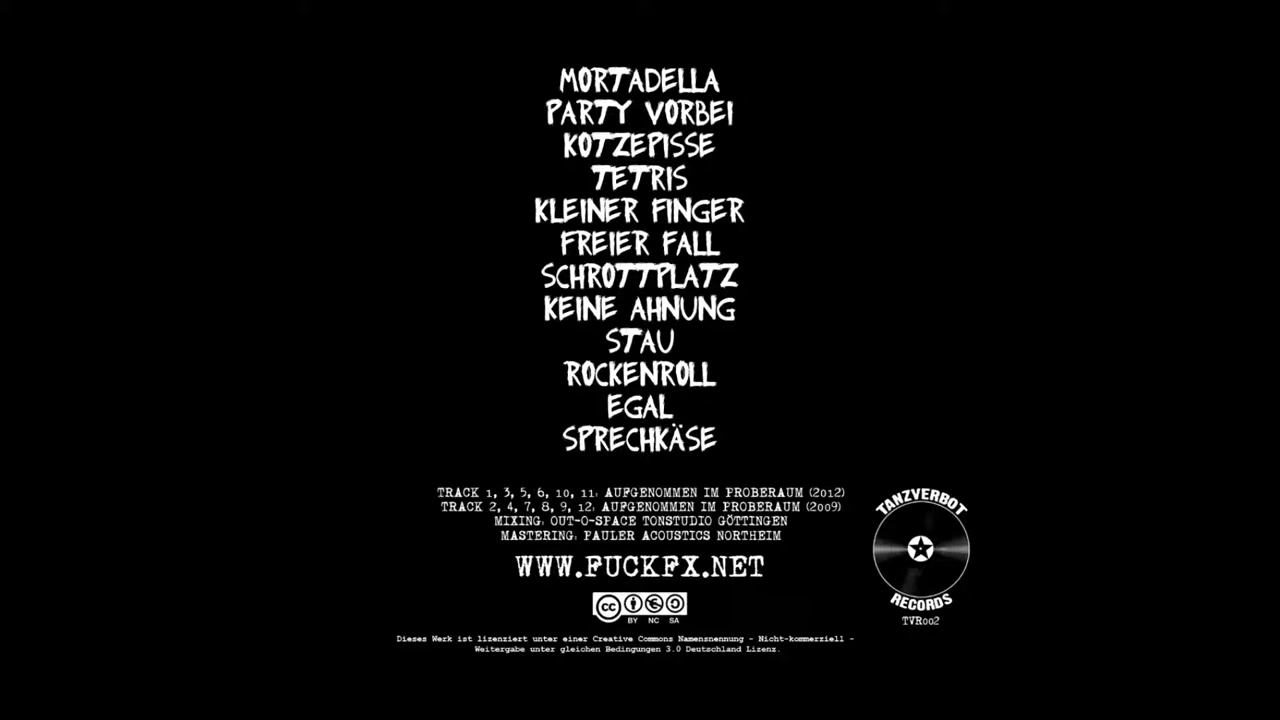 MORTADELLA
PARTY VORBEI
KOTZEPISSE
TETRIS
KLEINER FINGER
FREIER FALL
SCHROTTPLATZ
KEINE AHNUNG
STAU
ROCKENROLL
EGAL
SPRECHKÄSE
TRACK 1, 3, 5, 6, 10, 11: AUFGENOMMEN IM PROBERAUM (2012)
TRACK 2, 4, 7, 8, 9, 12: AUFGENOMMEN IM PROBERAUM (2009)
MIXING: OUT-O-SPACE TONSTUDIO GÖTTINGEN
MASTERING: PAULER ACOUSTICS NORTHEIM
WWW.FUCKFX.NET
TANZVERBOT
RECORDS
TVR002
cc
BY NC SA
Dieses Werk ist lizenziert unter einer Creative Commons Namensnennung - Nicht-kommerziell -
Weitergabe unter gleichen Bedingungen 3.0 Deutschland Lizenz.